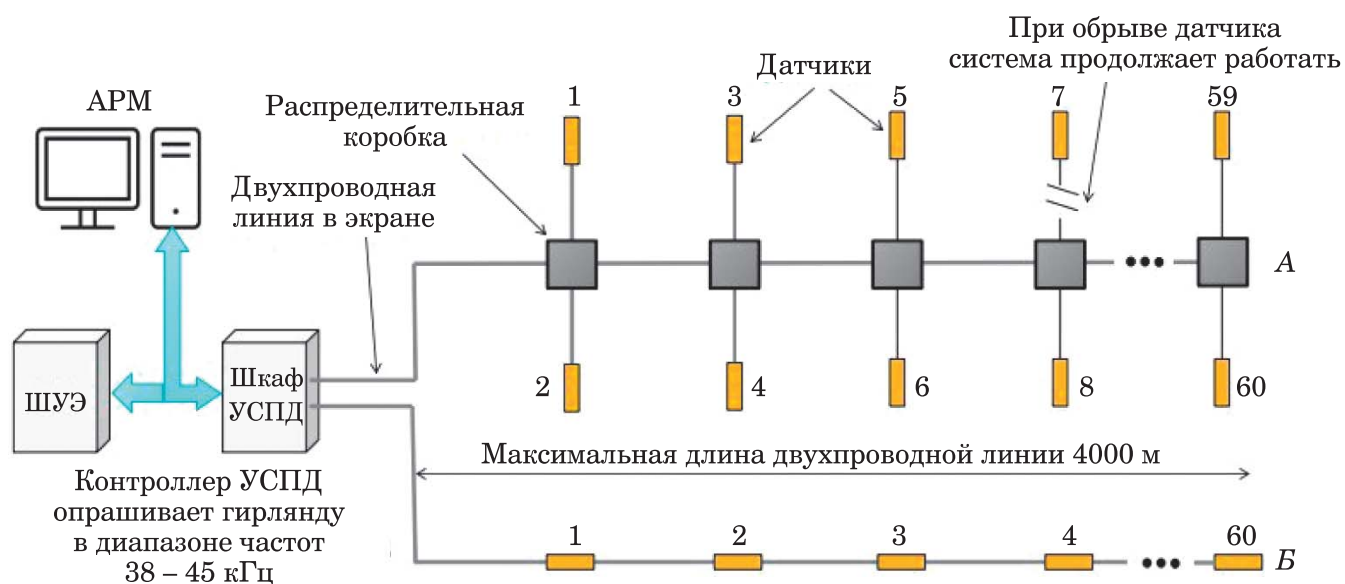 При обрыве датчика
система продолжает работать
Датчики
АРМ
Распределительная
коробка
1
3
5
7
59
Двухпроводная
линия в экране
А
ШУЭ
Шкаф
УСПД
2
4
6
8
60
Максимальная длина двухпроводной линии 4000 м
Контроллер УСПД
опрашивает гирлянду
в диапазоне частот
38 – 45 кГц
1
2
3
4
60
Б